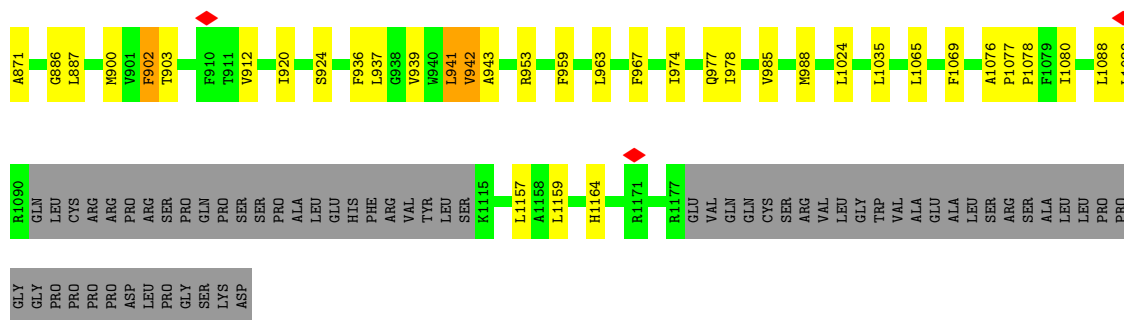 A871 G886 L887 M900 V901 F902 T903 F910 T911 V912 I920 S924 F936 L937 G938 V939 W940 L941 V942 A943 R953 F959 L963 F967 I974 Q977 I978 V985 M988 L1024 L1035 L1065 F1069 A1076 P1077 P1078 F1079 I1080 L1088
R1090 GLN LEU CYS ARG ARG PRO ARG SER PRO GLN PRO SER SER PRO ALA LEU GLU HIS PHE ARG VAL TYR LEU SER K1115 L1157 A1158 L1159 H1164 R1171 R1177 GLU VAL GLN GLN CYS SER ARG VAL LEU GLY TRP VAL ALA GLU ALA LEU SER ARG SER ALA LEU LEU PRO PRO
GLY GLY PRO PRO PRO PRO ASP LEU PRO GLY SER LYS ASP